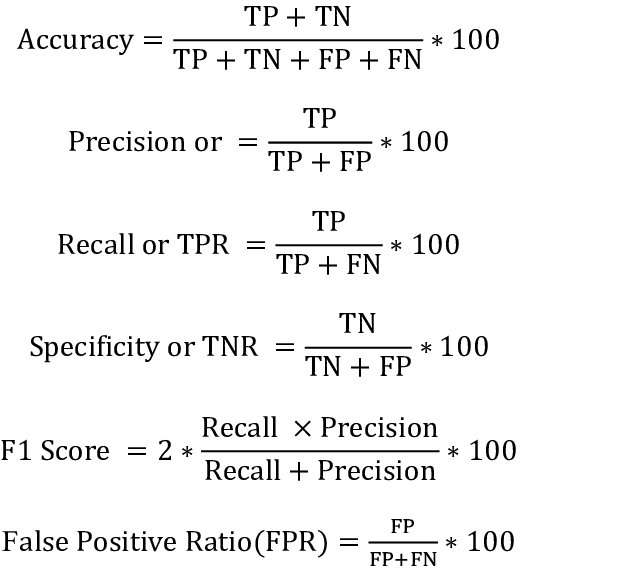 Accuracy = TP + TN / TP + TN + FP + FN * 100
Precision or = TP / TP + FP * 100
Recall or TPR = TP / TP + FN * 100
Specificity or TNR = TN / TN + FP * 100
F1 Score = 2 * Recall × Precision / Recall + Precision * 100
False Positive Ratio(FPR) = FP / FP+FN * 100